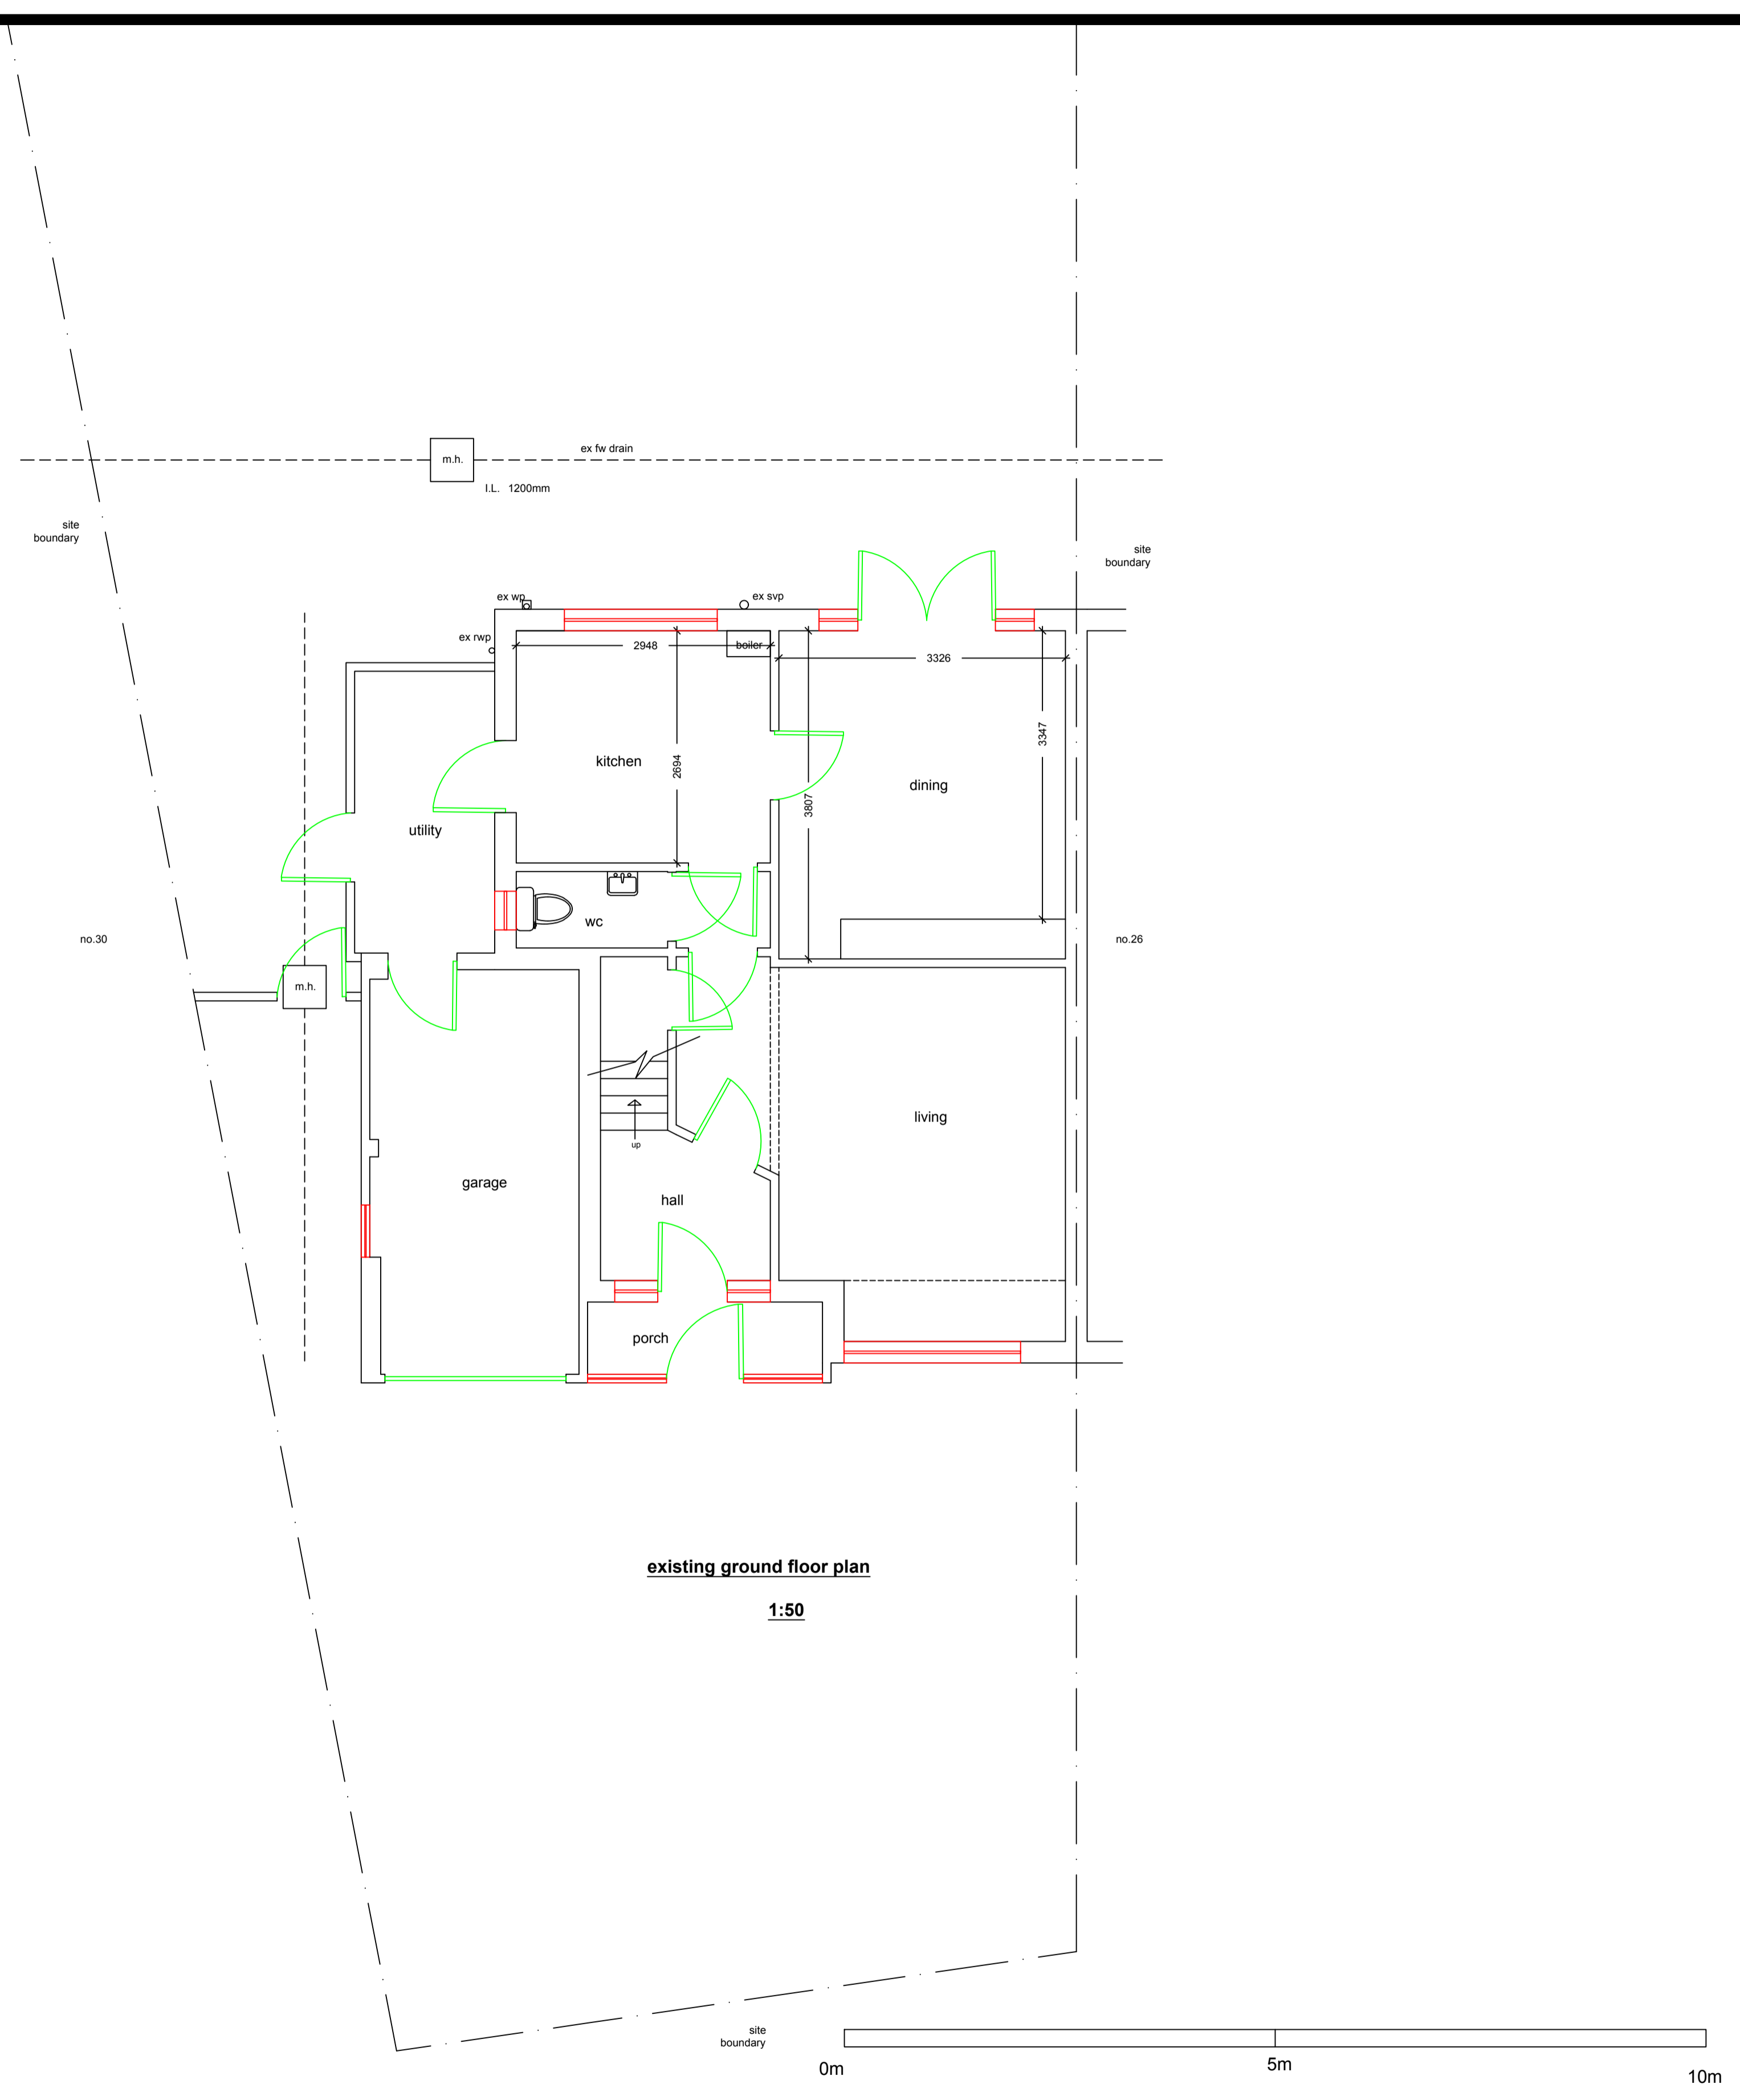 m.h.
ex fw drain
I.L. 1200mm
site
boundary
site
boundary
ex wp
ex svp
ex rwp
2948
boiler
3326
3347
kitchen
2694
dining
3807
utility
wc
no.30
no.26
m.h.
living
up
garage
hall
porch
existing ground floor plan
1:50
site
boundary
0m
5m
10m